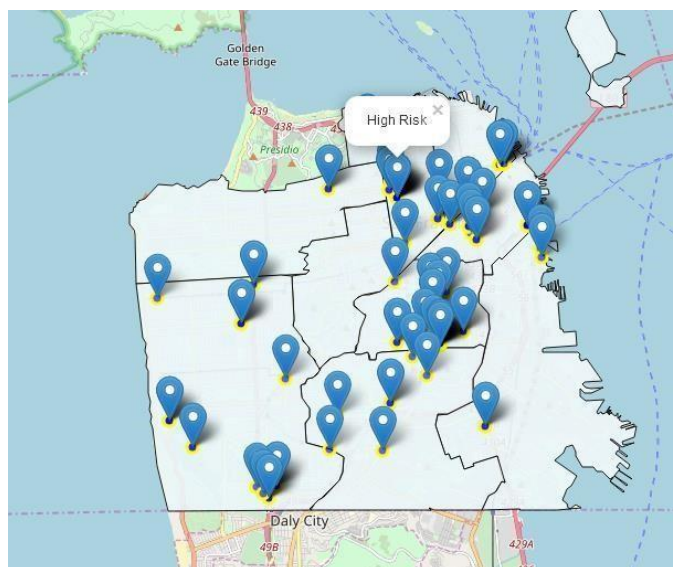 Golden
Gate Bridge
439
438
Presidio
High Risk
×
Daly City
49B
429A